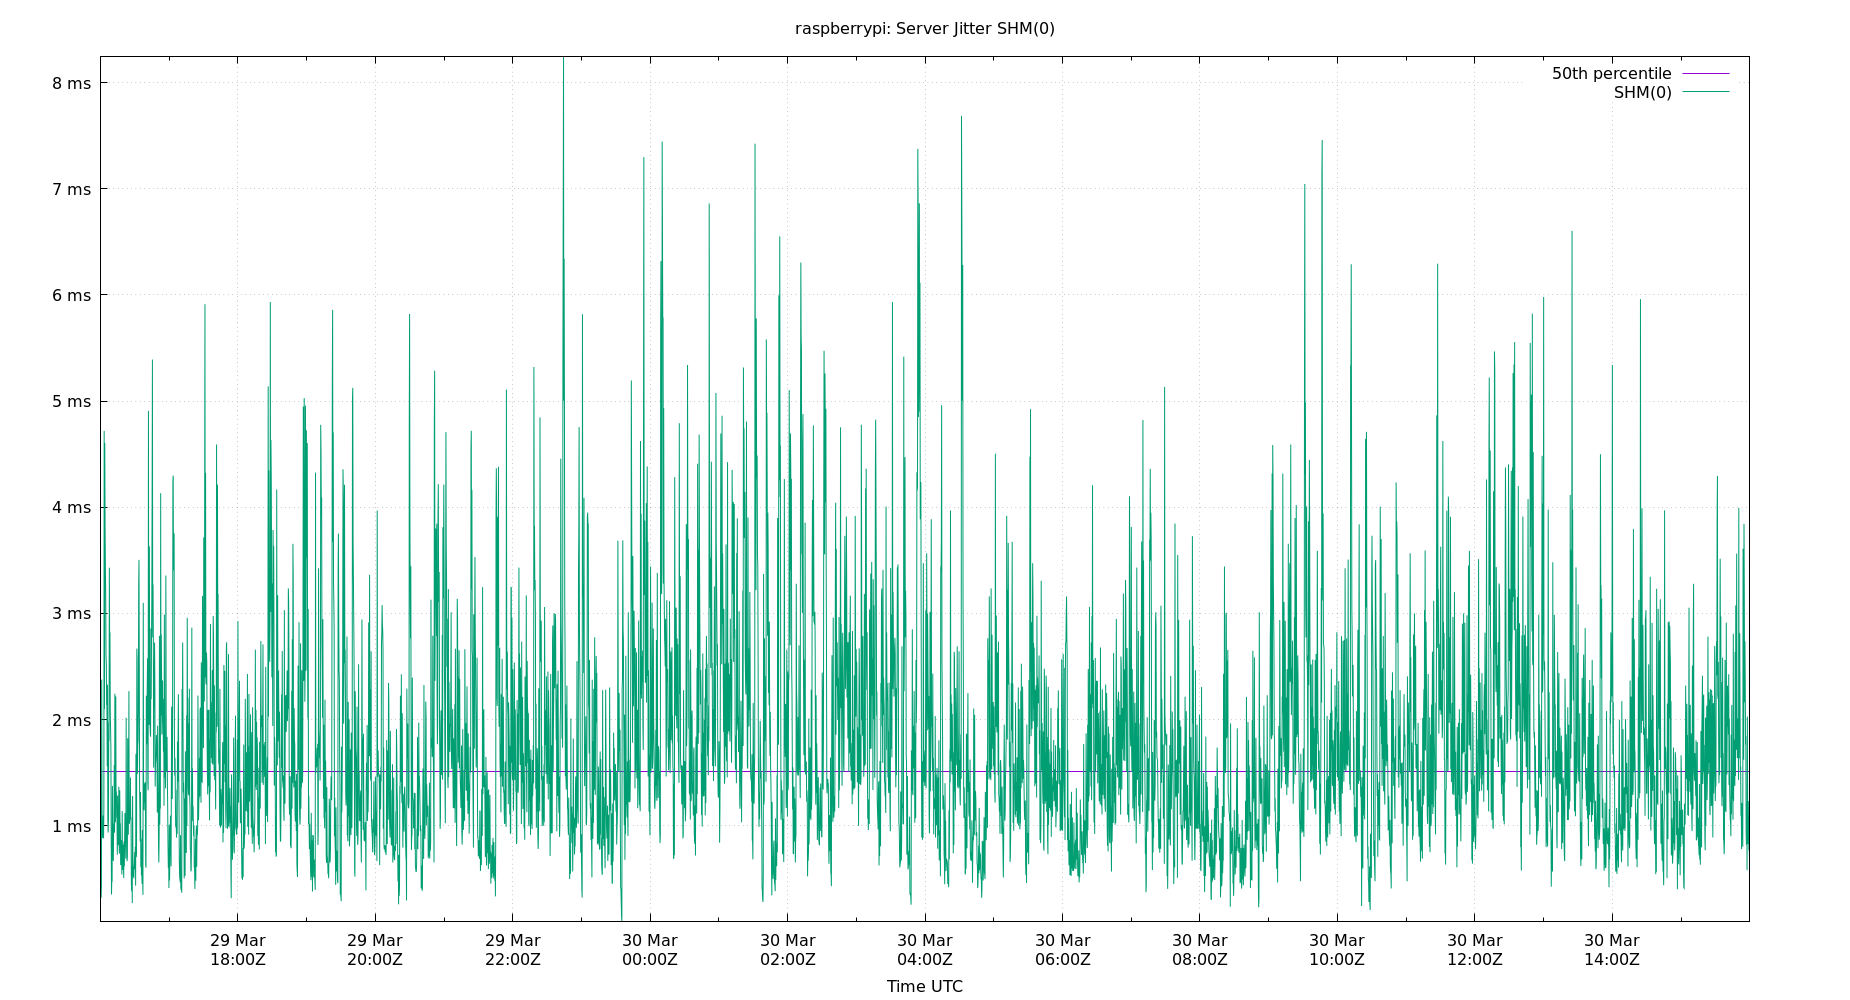 raspberrypi: Server Jitter SHM(0)
50th percentile
SHM(0)
8 ms
7 ms
6 ms
5 ms
4 ms
3 ms
2 ms
1 ms
29 Mar 29 Mar 29 Mar 30 Mar 30 Mar 30 Mar 30 Mar 30 Mar 30 Mar 30 Mar 30 Mar
18:00Z 20:00Z 22:00Z 00:00Z 02:00Z 04:00Z 06:00Z 08:00Z 10:00Z 12:00Z 14:00Z
Time UTC